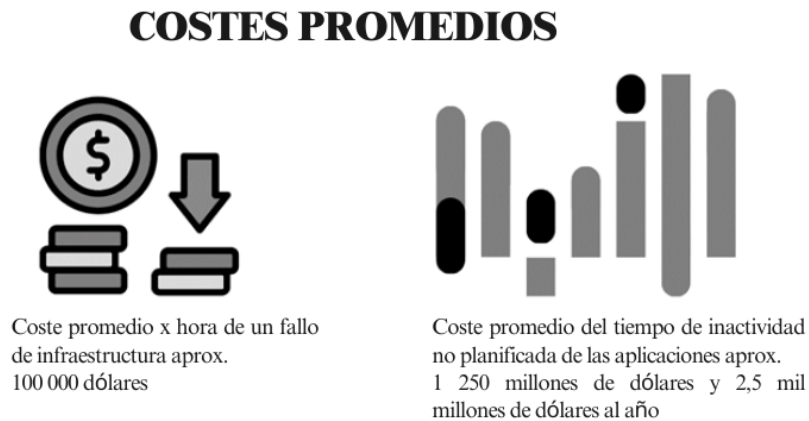 COSTES PROMEDIOS
$
Coste promedio x hora de un fallo
de infraestructura aprox.
100 000 dólares
Coste promedio del tiempo de inactividad
no planificada de las aplicaciones aprox.
1 250 millones de dólares y 2,5 mil
millones de dólares al año